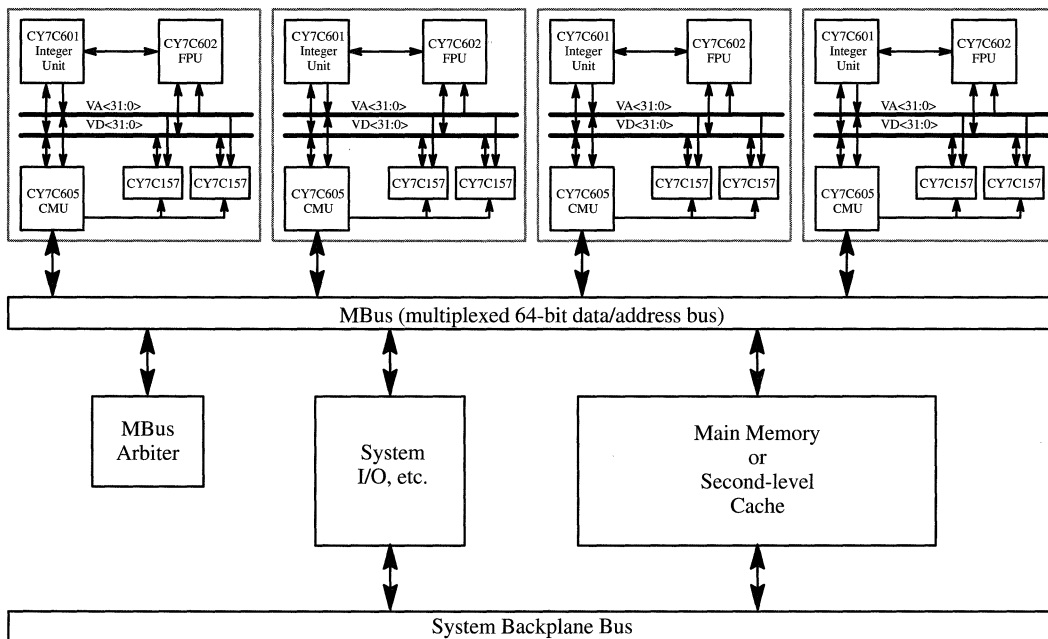 CY7C601
Integer
Unit
CY7C602
FPU
VA<31:0>
VD<31:0>
CY7C605
CMU
CY7C157
CY7C157
CY7C601
Integer
Unit
CY7C602
FPU
VA<31:0>
VD<31:0>
CY7C605
CMU
CY7C157
CY7C157
CY7C601
Integer
Unit
CY7C602
FPU
VA<31:0>
VD<31:0>
CY7C605
CMU
CY7C157
CY7C157
CY7C601
Integer
Unit
CY7C602
FPU
VA<31:0>
VD<31:0>
CY7C605
CMU
CY7C157
CY7C157
MBus (multiplexed 64-bit data/address bus)
MBus
Arbiter
System
I/O, etc.
Main Memory
or
Second-level
Cache
System Backplane Bus